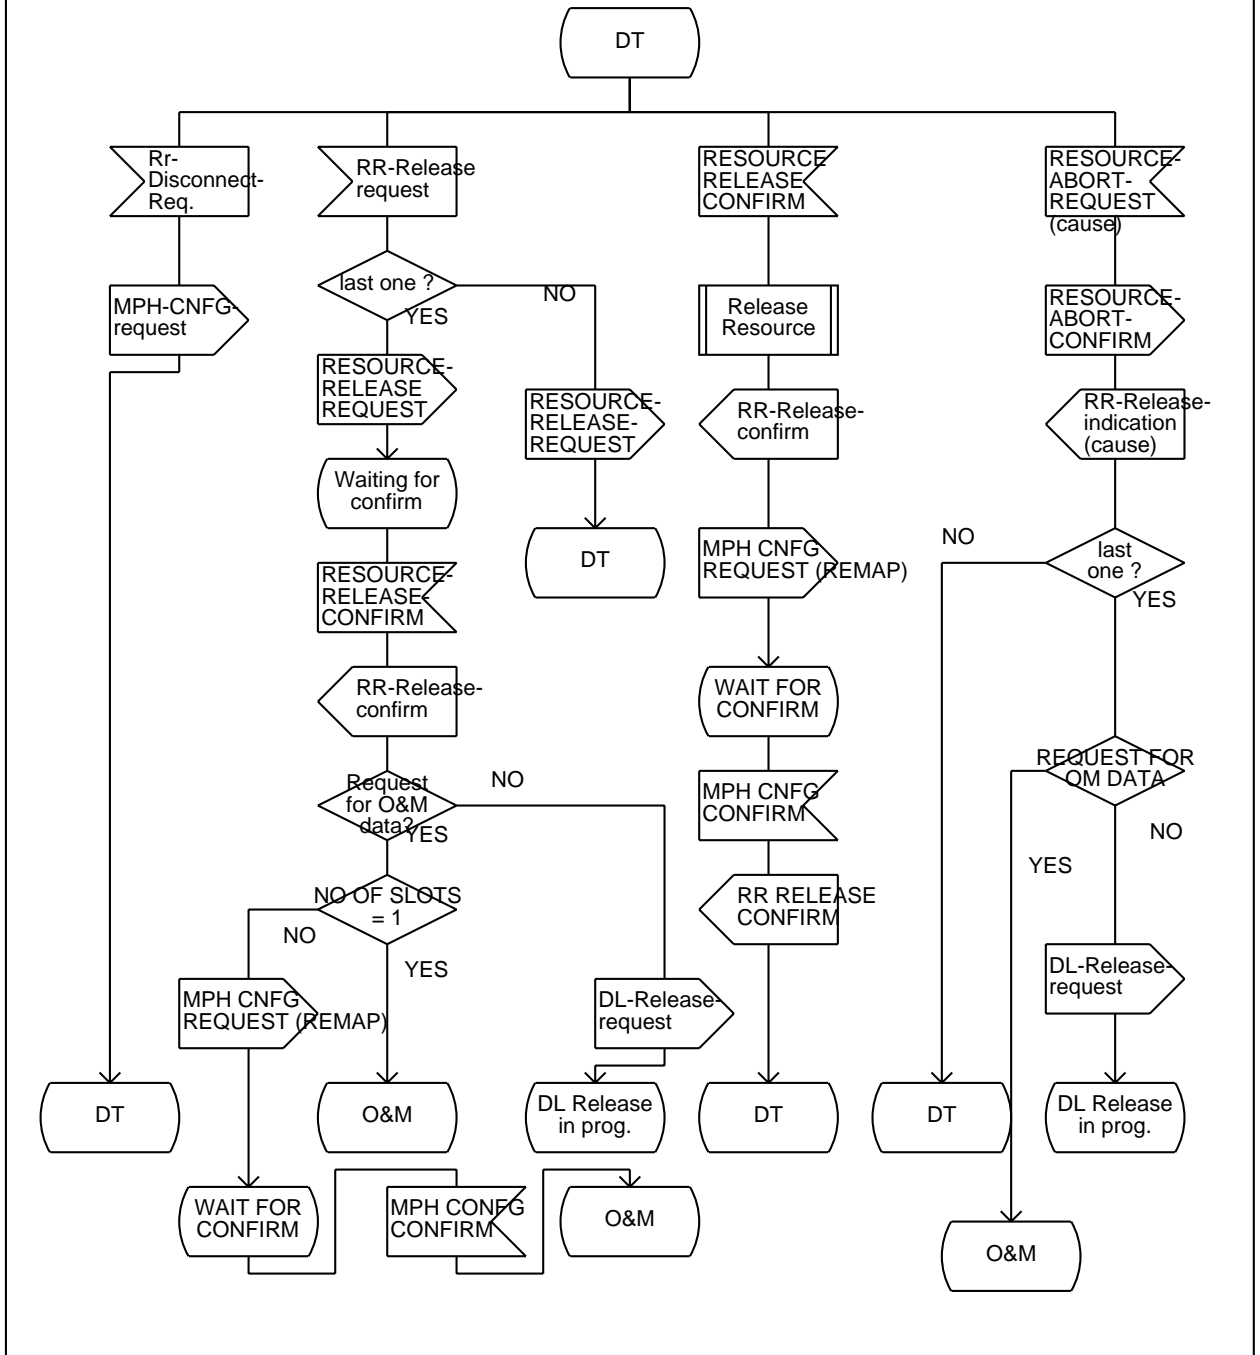 DT
Rr-
Disconnect-
Req.
RR-Release
request
RESOURCE
RELEASE
CONFIRM
RESOURCE-
ABORT-
REQUEST
(cause)
MPH-CNFG-
request
last one ?
NO
YES
Release
Resource
RESOURCE-
ABORT-
CONFIRM
RESOURCE-
RELEASE
REQUEST
RESOURCE-
RELEASE-
REQUEST
RR-Release-
confirm
RR-Release-
indication
(cause)
Waiting for
confirm
DT
MPH CNFG
REQUEST (REMAP)
NO
last
one ?
YES
RESOURCE-
RELEASE-
CONFIRM
RR-Release-
confirm
WAIT FOR
CONFIRM
Request
for O&M
data?
NO
YES
MPH CNFG
CONFIRM
REQUEST FOR
OM DATA
NO
YES
NO OF SLOTS
= 1
NO
YES
RR RELEASE
CONFIRM
MPH CNFG
REQUEST (REMAP)
DL-Release-
request
DL-Release-
request
DT
O&M
DL Release
in prog.
DT
DT
DL Release
in prog.
WAIT FOR
CONFIRM
MPH CONFG
CONFIRM
O&M
O&M